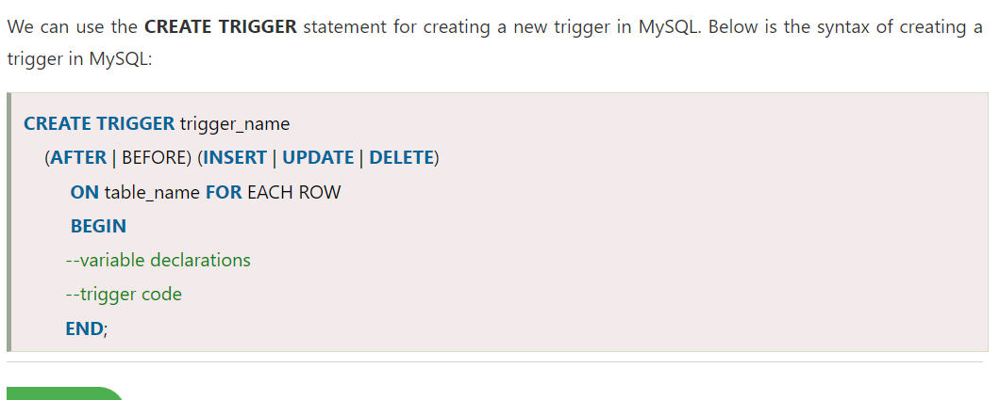 We can use the CREATE TRIGGER statement for creating a new trigger in MySQL. Below is the syntax of creating a
trigger in MySQL:
CREATE TRIGGER trigger_name
(AFTER | BEFORE) (INSERT | UPDATE | DELETE)
ON table_name FOR EACH ROW
BEGIN
--variable declarations
--trigger code
END;